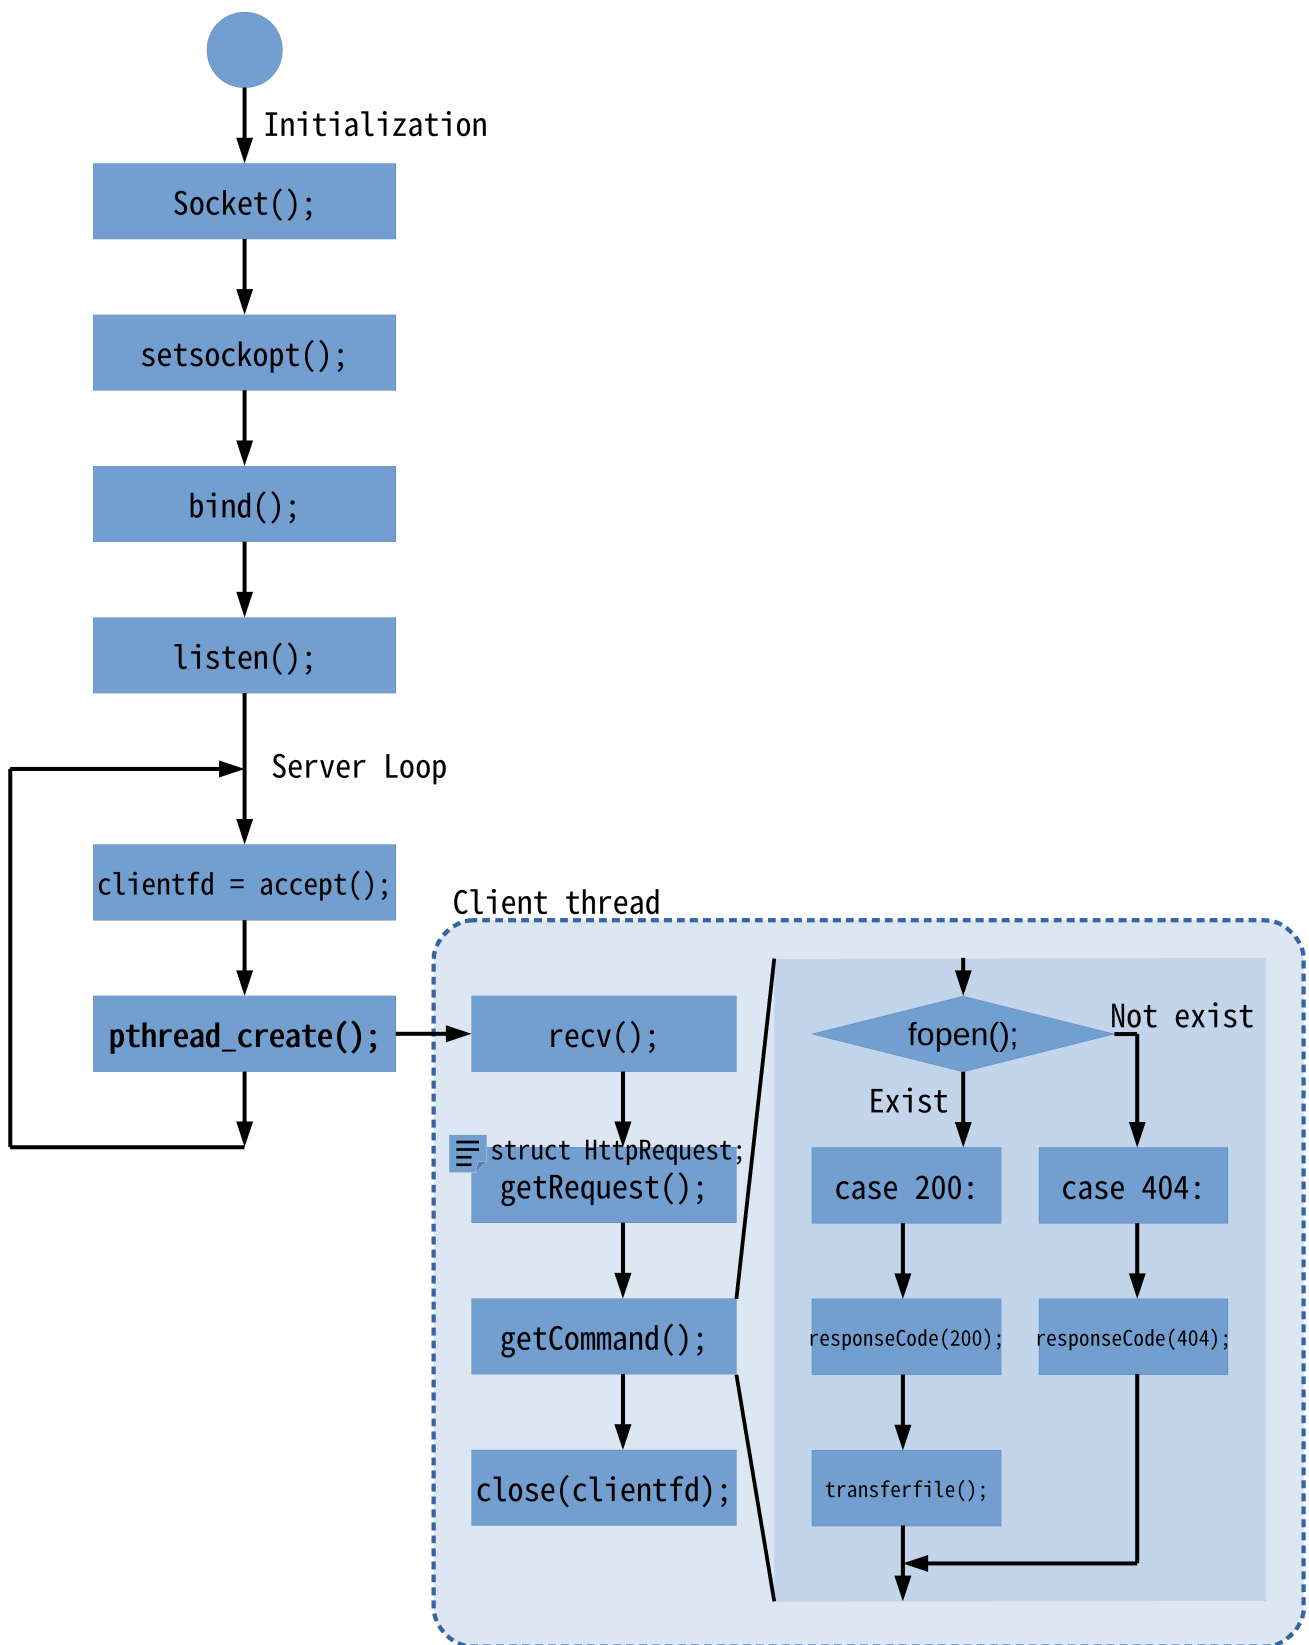 Initialization
Socket();
setsockopt();
bind();
listen();
Server Loop
clientfd = accept();
pthread_create();
Client thread
recv();
struct HttpRequest;
getRequest();
getCommand();
close(clientfd);
fopen();
Not exist
Exist
case 200:
case 404:
responseCode(200);
responseCode(404);
transferfile();